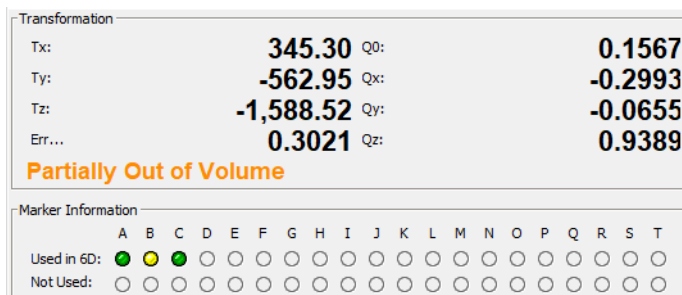 Transformation
Tx: 345.30 Q0: 0.1567
Ty: -562.95 Qx: -0.2993
Tz: -1,588.52 Qy: -0.0655
Err... 0.3021 Qz: 0.9389
Partially Out of Volume
Marker Information
A B C D E F G H I J K L M N O P Q R S T
Used in 6D:
Not Used: